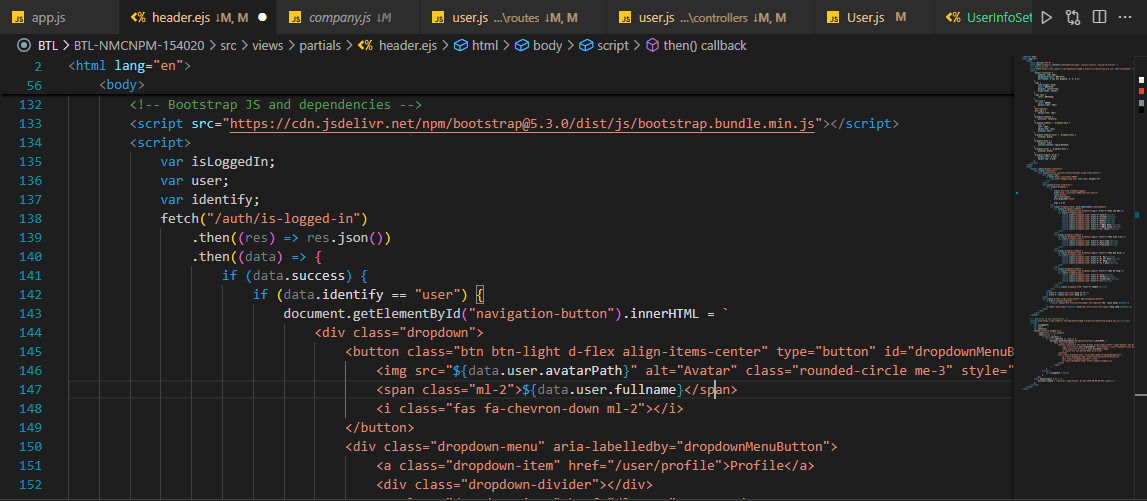 app.js header.ejs ↓M, M ● company.js ↓M user.js ...\routes ↓M, M user.js ...\controllers ↓M, M User.js M UserInfoSet
BTL > BTL-NMCNPM-154020 > src > views > partials > header.ejs > html > body > script > then() callback
2 <html lang="en">
56 <body>
132 <!-- Bootstrap JS and dependencies -->
133 <script src="https://cdn.jsdelivr.net/npm/bootstrap@5.3.0/dist/js/bootstrap.bundle.min.js"></script>
134 <script>
135 var isLoggedIn;
136 var user;
137 var identify;
138 fetch("/auth/is-logged-in")
139 .then((res) => res.json())
140 .then((data) => {
141 if (data.success) {
142 if (data.identify == "user") {
143 document.getElementById("navigation-button").innerHTML = `
144 <div class="dropdown">
145 <button class="btn btn-light d-flex align-items-center" type="button" id="dropdownMenuB
146 <img src="${data.user.avatarPath}" alt="Avatar" class="rounded-circle me-3" style="
147 <span class="ml-2">${data.user.fullname}</span>
148 <i class="fas fa-chevron-down ml-2"></i>
149 </button>
150 <div class="dropdown-menu" aria-labelledby="dropdownMenuButton">
151 <a class="dropdown-item" href="/user/profile">Profile</a>
152 <div class="dropdown-divider"></div>